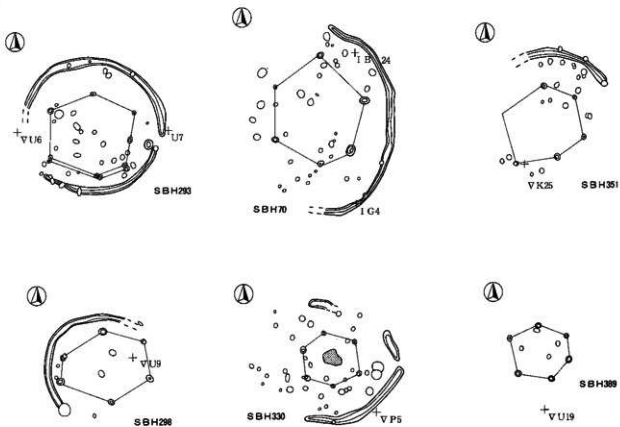 I B 24
∇ U6
U7
SBH293
SBH70
I G4
∇ K25
SBH351
∇ U9
SBH298
SBH330
∇ P5
SBH389
∇ U19